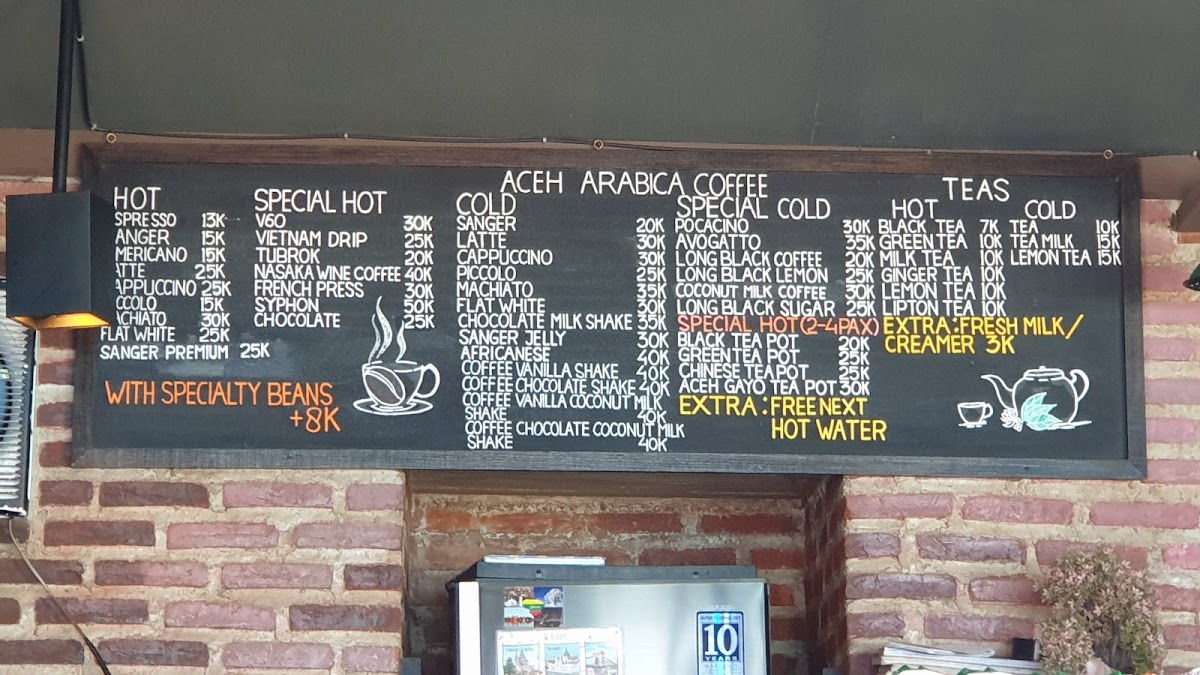 ACEH ARABICA COFFEE
HOT
SPRESSO 13K
ANGER 15K
MERICANO 15K
ATTE 25K
APPUCCINO 25K
CCOLO 15K
ACHIATO 30K
FLAT WHITE 25K
SANGER PREMIUM 25K
WITH SPECIALTY BEANS
+8K
SPECIAL HOT
V60 30K
VIETNAM DRIP 25K
TUBROK 20K
NASAKA WINE COFFEE 40K
FRENCH PRESS 30K
SYPHON 50K
CHOCOLATE 25K
COLD
SANGER 20K
LATTE 30K
CAPPUCCINO 30K
PICCOLO 25K
MACHIATO 35K
FLAT WHITE 30K
CHOCOLATE MILK SHAKE 35K
SANGER JELLY 30K
AFRICANESE 40K
COFFEE VANILLA SHAKE 40K
COFFEE CHOCOLATE SHAKE 40K
COFFEE VANILLA COCONUT MILK
SHAKE 40K
COFFEE CHOCOLATE COCONUT MILK
SHAKE 40K
SPECIAL COLD
POCACINO 30K
AVOGATTO 35K
LONG BLACK COFFEE 20K
LONG BLACK LEMON 25K
COCONUT MILK COFFEE 30K
LONG BLACK SUGAR 25K
SPECIAL HOT (2-4PAX)
BLACK TEA POT 20K
GREEN TEA POT 25K
CHINESE TEA POT 25K
ACEH GAYO TEA POT 30K
EXTRA : FREE NEXT
HOT WATER
TEAS
HOT
BLACK TEA 7K
GREEN TEA 10K
MILK TEA 10K
GINGER TEA 10K
LEMON TEA 10K
LIPTON TEA 10K
COLD
TEA 10K
TEA MILK 15K
LEMON TEA 15K
EXTRA : FRESH MILK/
CREAMER 3K
10
YEARS